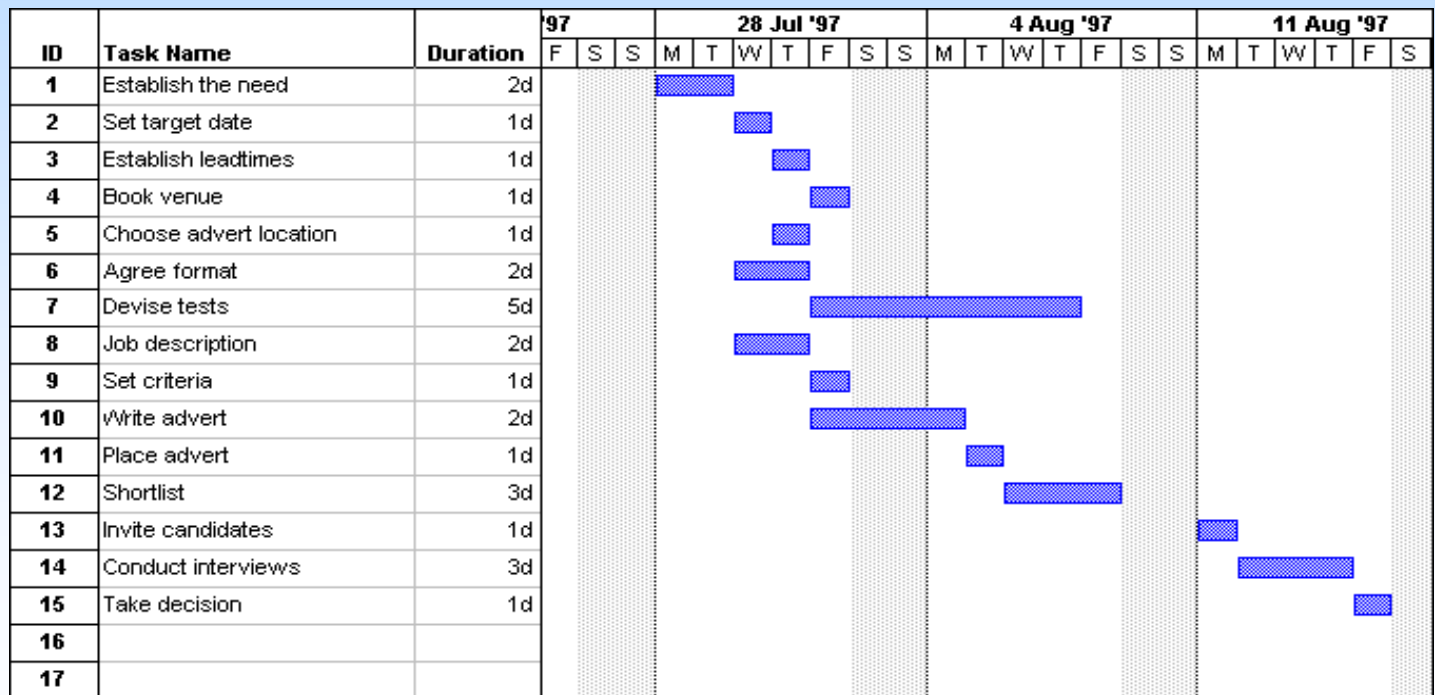 '97 28 Jul '97 4 Aug '97 11 Aug '97
ID Task Name Duration F S S M T W T F S S M T W T F S S M T W T F S
1 Establish the need 2d
2 Set target date 1d
3 Establish leadtimes 1d
4 Book venue 1d
5 Choose advert location 1d
6 Agree format 2d
7 Devise tests 5d
8 Job description 2d
9 Set criteria 1d
10 Write advert 2d
11 Place advert 1d
12 Shortlist 3d
13 Invite candidates 1d
14 Conduct interviews 3d
15 Take decision 1d
16
17